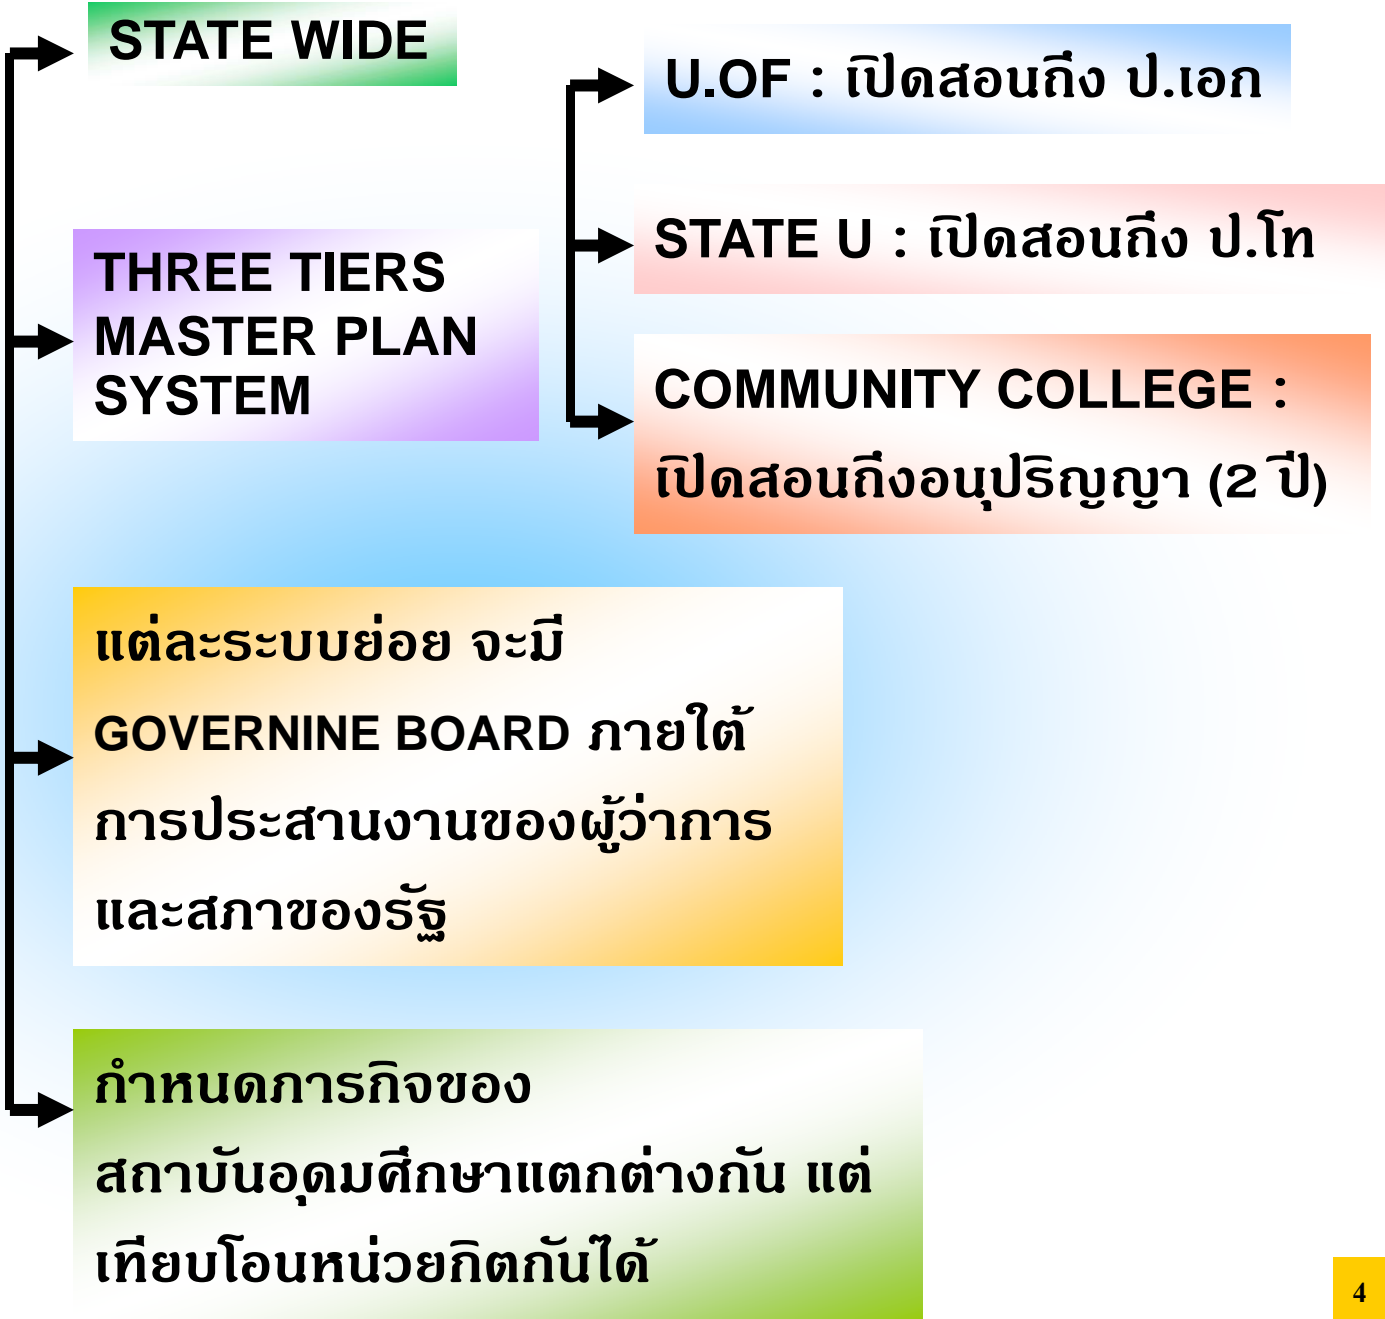 STATE WIDE
THREE TIERS
MASTER PLAN
SYSTEM
U.OF : เปิดสอนถึง ป.เอก
STATE U : เปิดสอนถึง ป.โท
COMMUNITY COLLEGE :
เปิดสอนถึงอนุปริญญา (2 ปี)
แต่ละระบบย่อย จะมี
GOVERNINE BOARD ภายใต้
การประสานงานของผู้ว่าการ
และสภาของรัฐ
กำหนดภารกิจของ
สถาบันอุดมศึกษาแตกต่างกัน แต่
เทียบโอนหน่วยกิตกันได้
4